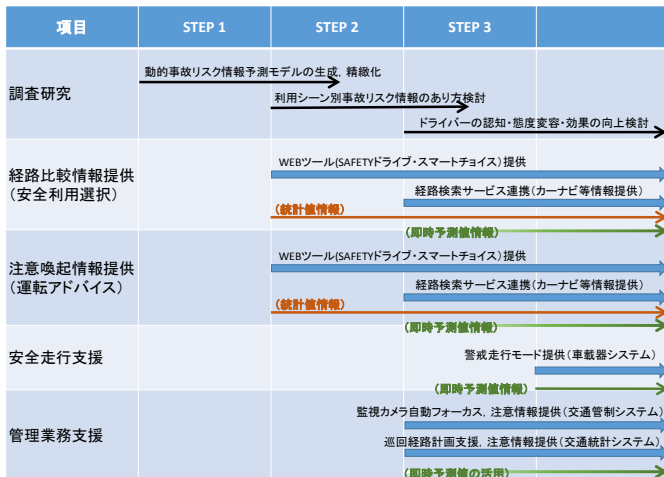 項目 STEP 1 STEP 2 STEP 3
調査研究
動的事故リスク情報予測モデルの生成, 精緻化
利用シーン別事故リスク情報のあり方検討
ドライバーの認知・態度変容・効果の向上検討
経路比較情報提供
(安全利用選択)
WEBツール(SAFETYドライブ・スマートチョイス)提供
経路検索サービス連携(カーナビ等情報提供)
(統計値情報)
(即時予測値情報)
注意喚起情報提供
(運転アドバイス)
WEBツール(SAFETYドライブ・スマートチョイス)提供
経路検索サービス連携(カーナビ等情報提供)
(統計値情報)
(即時予測値情報)
安全走行支援
警戒走行モード提供(車載器システム)
(即時予測値情報)
管理業務支援
監視カメラ自動フォーカス, 注意情報提供(交通管制システム)
巡回経路計画支援, 注意情報提供(交通統計システム)
(即時予測値の活用)